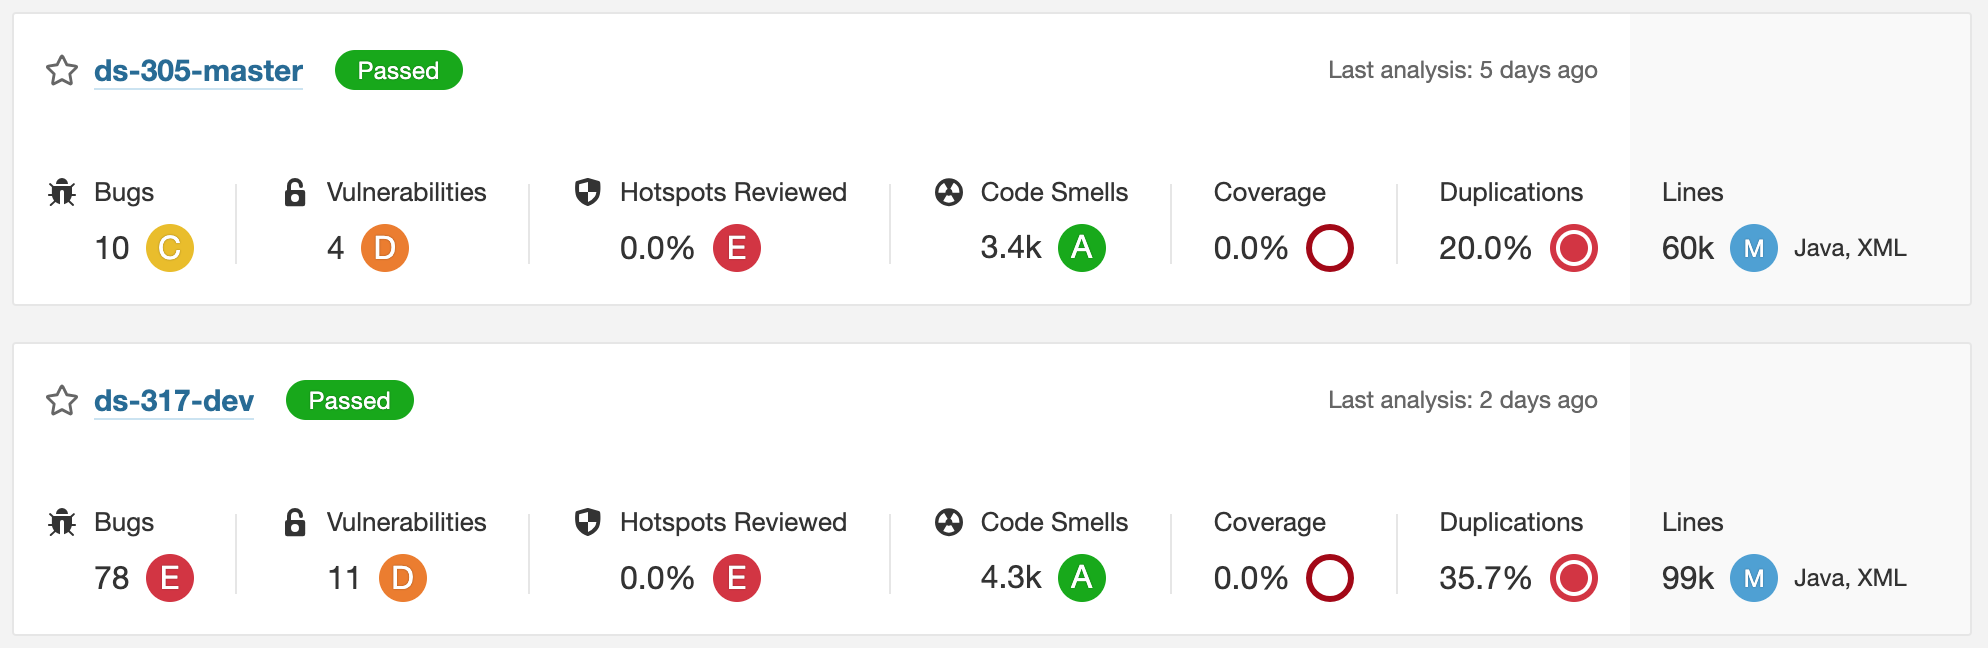 ds-305-master Passed Last analysis: 5 days ago
Bugs Vulnerabilities Hotspots Reviewed Code Smells Coverage Duplications Lines
10 C 4 D 0.0% E 3.4k A 0.0% 20.0% 60k M Java, XML
ds-317-dev Passed Last analysis: 2 days ago
Bugs Vulnerabilities Hotspots Reviewed Code Smells Coverage Duplications Lines
78 E 11 D 0.0% E 4.3k A 0.0% 35.7% 99k M Java, XML